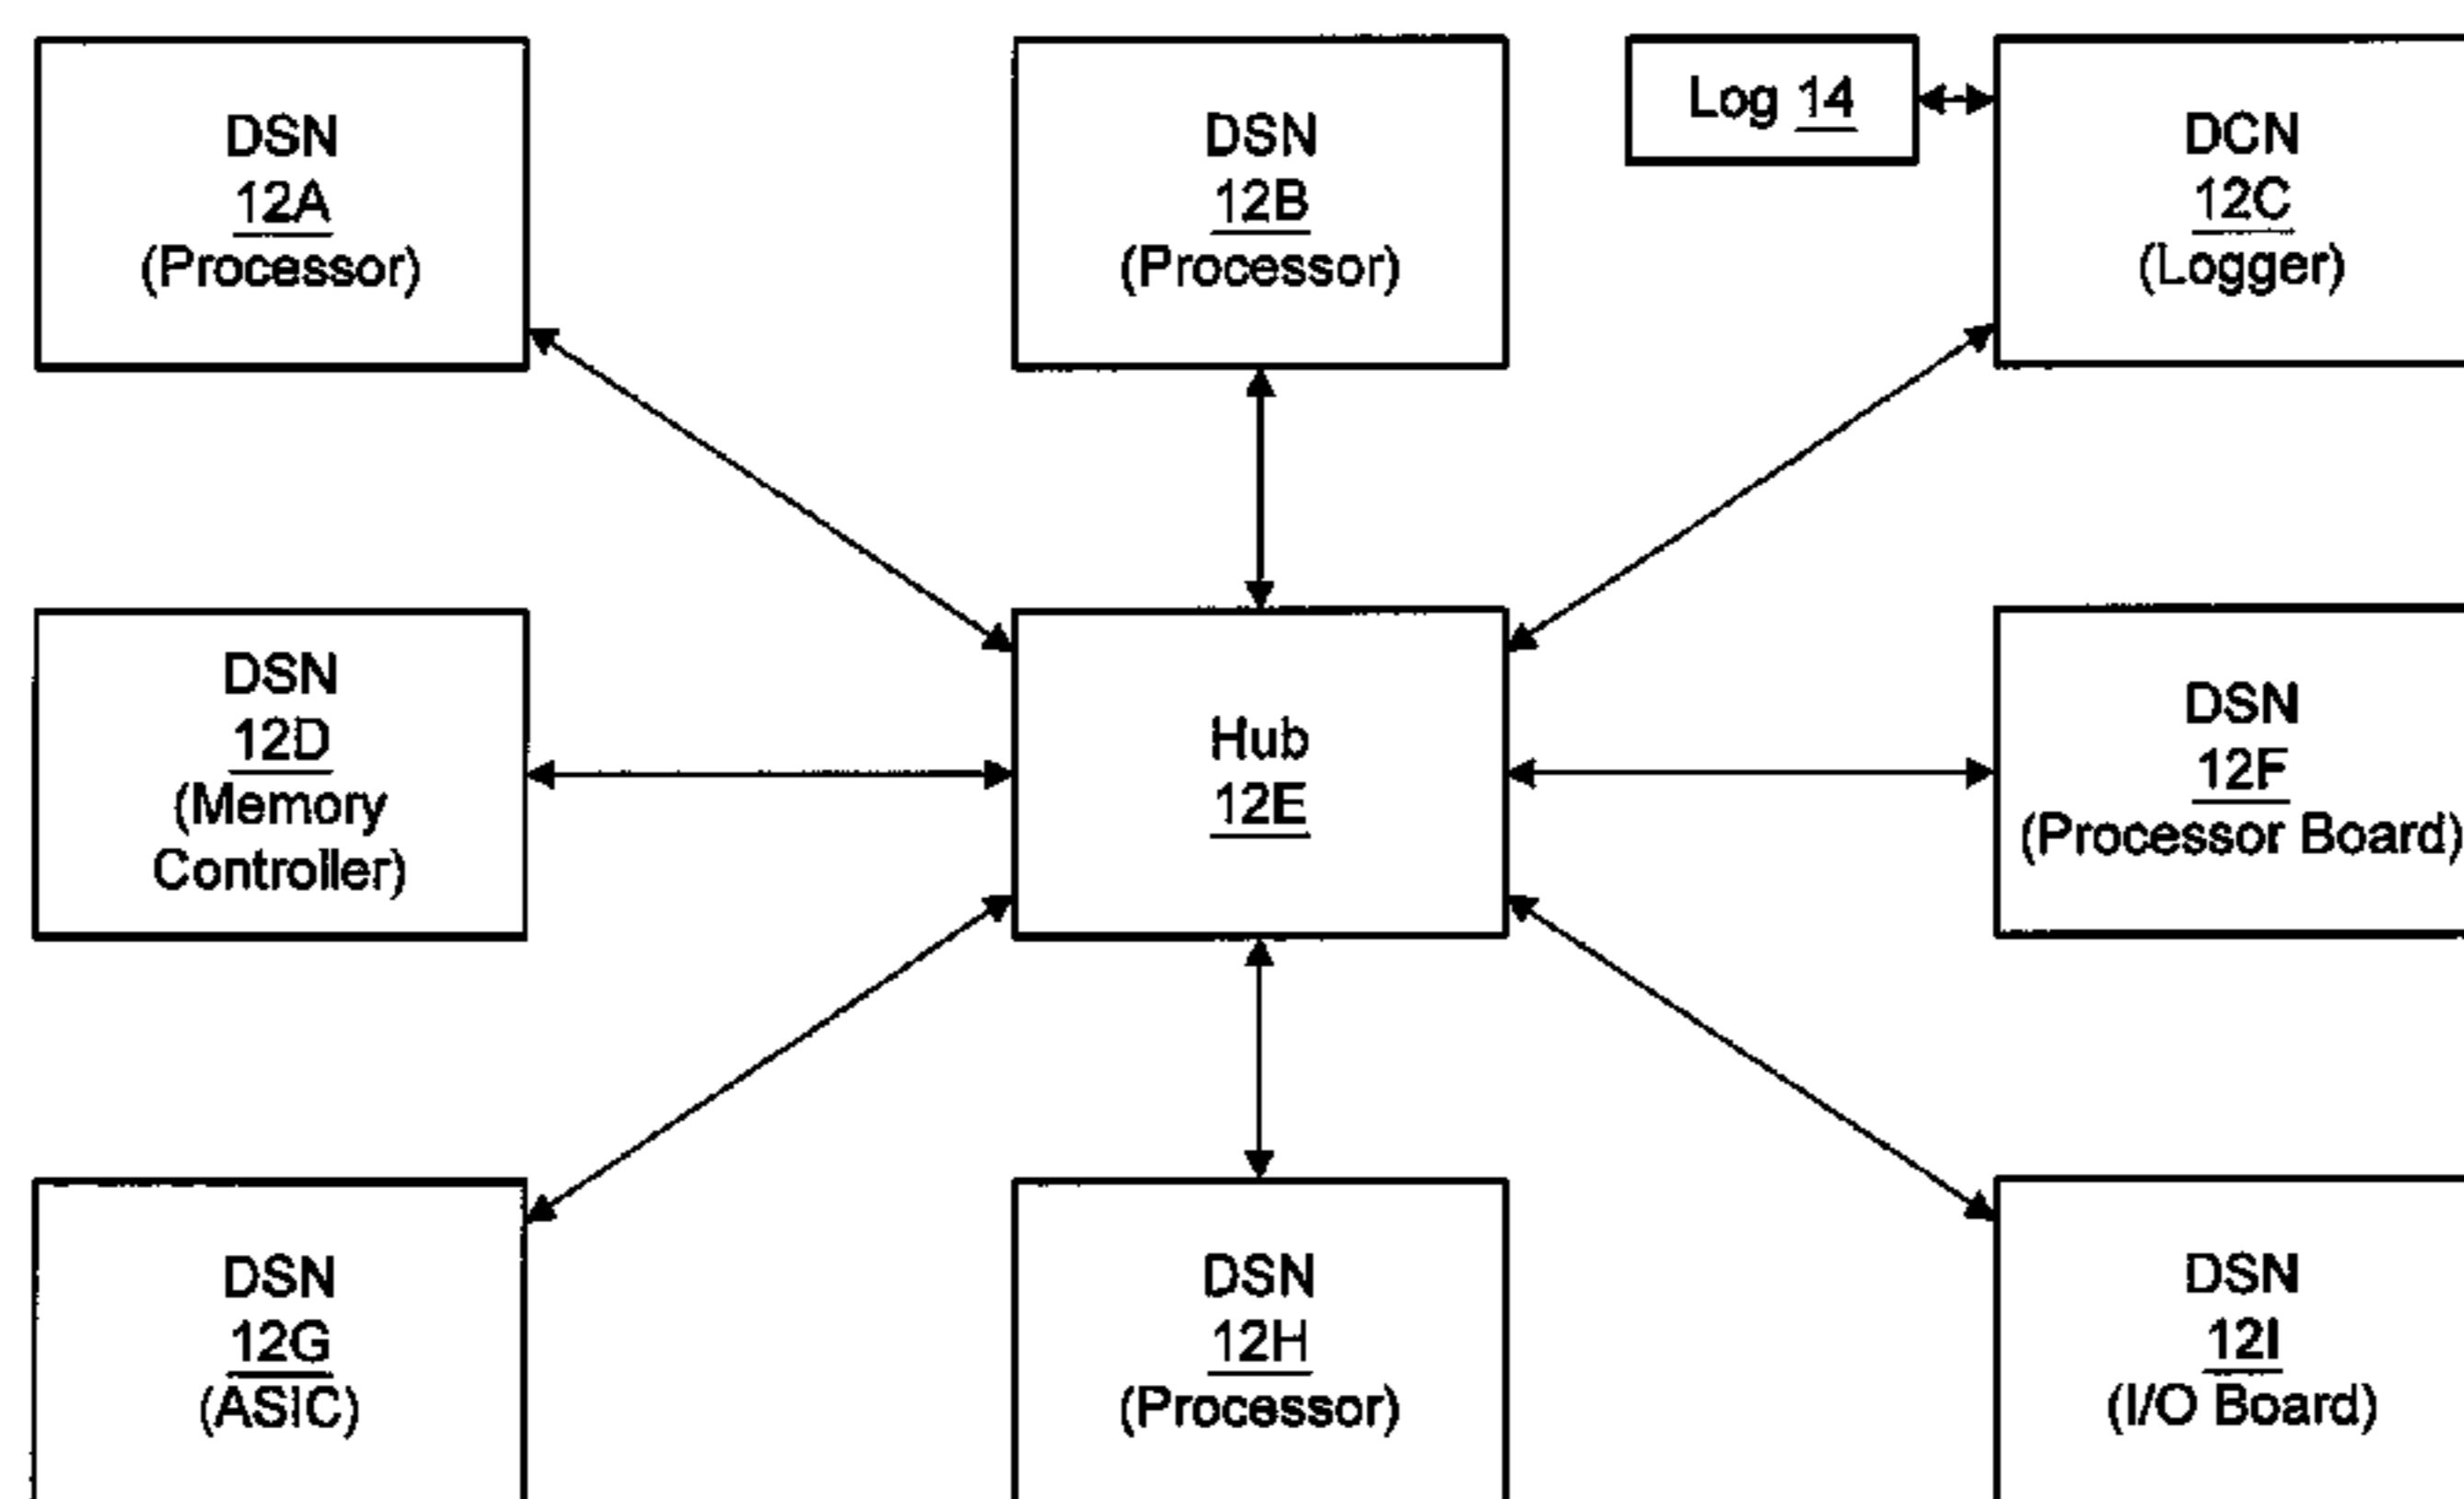 DSN
12A
(Processor)
DSN
12B
(Processor)
Log 14
DCN
12C
(Logger)
DSN
12D
(Memory
Controller)
Hub
12E
DSN
12F
(Processor Board)
DSN
12G
(ASIC)
DSN
12H
(Processor)
DSN
12I
(I/O Board)